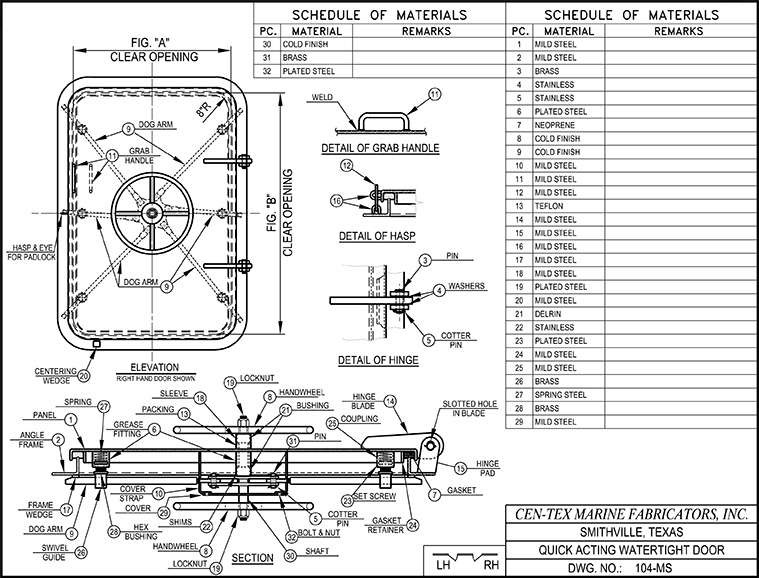 SCHEDULE OF MATERIALS
PC. MATERIAL REMARKS
30 COLD FINISH
31 BRASS
32 PLATED STEEL
SCHEDULE OF MATERIALS
PC. MATERIAL REMARKS
1 MILD STEEL
2 MILD STEEL
3 BRASS
4 STAINLESS
5 STAINLESS
6 PLATED STEEL
7 NEOPRENE
8 COLD FINISH
9 COLD FINISH
10 MILD STEEL
11 MILD STEEL
12 MILD STEEL
13 TEFLON
14 MILD STEEL
15 MILD STEEL
16 MILD STEEL
17 MILD STEEL
18 MILD STEEL
19 PLATED STEEL
20 MILD STEEL
21 DELRIN
22 STAINLESS
23 PLATED STEEL
24 MILD STEEL
25 MILD STEEL
26 BRASS
27 SPRING STEEL
28 BRASS
29 MILD STEEL
FIG. "A"
CLEAR OPENING
8"R
9 DOG ARM
11 GRAB
HANDLE
FIG. "B"
CLEAR OPENING
HASP & EYE
FOR PADLOCK
DOG ARM 9
CENTERING
WEDGE 20
ELEVATION
RIGHT HAND DOOR SHOWN
WELD
11
DETAIL OF GRAB HANDLE
12
16
DETAIL OF HASP
3 PIN
4 WASHERS
5 COTTER
PIN
DETAIL OF HINGE
19 LOCKNUT
SLEEVE
18
8 HANDWHEEL
21 BUSHING
PACKING
13
SPRING
27
PANEL
1
GREASE
FITTING 6
ANGLE
FRAME 2
25 COUPLING
31 PIN
HINGE
BLADE 14
SLOTTED HOLE
IN BLADE
15 HINGE
PAD
7 GASKET
FRAME
WEDGE 17
DOG ARM
9
SWIVEL
GUIDE 26
COVER
STRAP 10
COVER 29
28 HEX
BUSHING
SHIMS 22
HANDWHEEL
8
LOCKNUT 19
SECTION
30 SHAFT
32 BOLT & NUT
5 COTTER
PIN
23 SET SCREW
GASKET
RETAINER 24
LH RH
CEN-TEX MARINE FABRICATORS, INC.
SMITHVILLE, TEXAS
QUICK ACTING WATERTIGHT DOOR
DWG. NO.: 104-MS